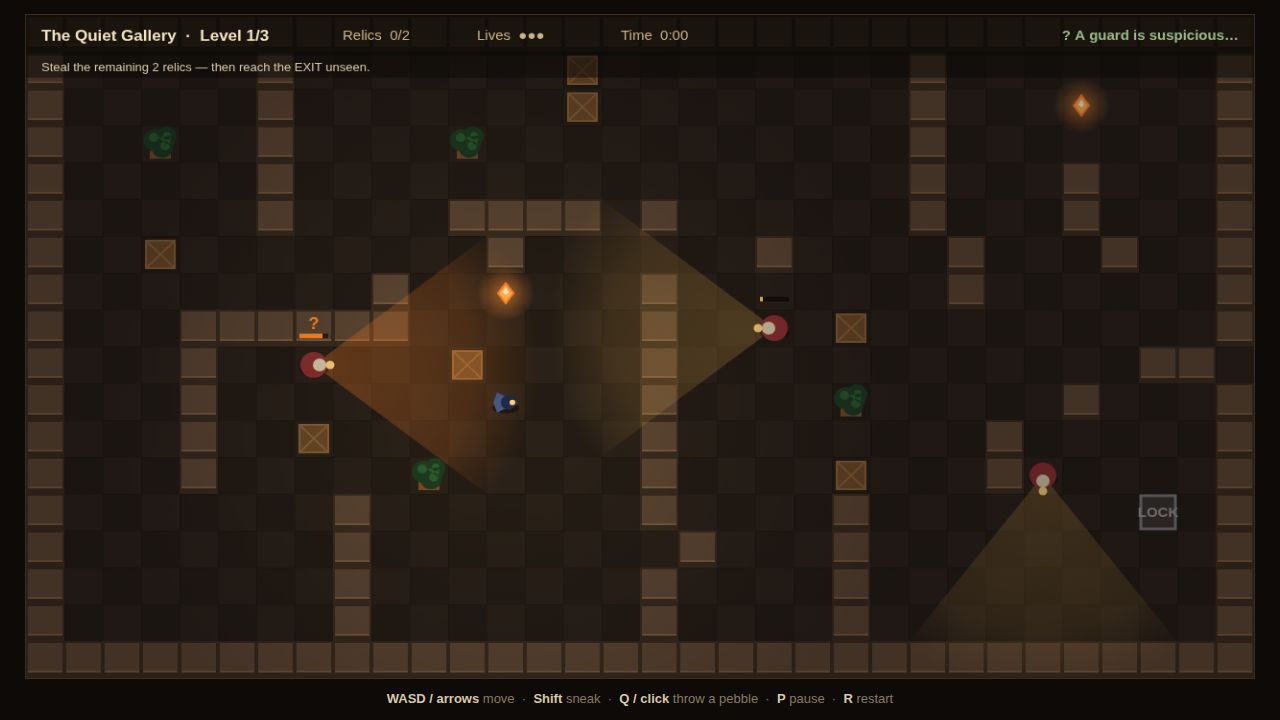 The Quiet Gallery · Level 1/3 Relics 0/2 Lives ●●● Time 0:00 ? A guard is suspicious…
Steal the remaining 2 relics — then reach the EXIT unseen.
?
LOCK
WASD / arrows move · Shift sneak · Q / click throw a pebble · P pause · R restart